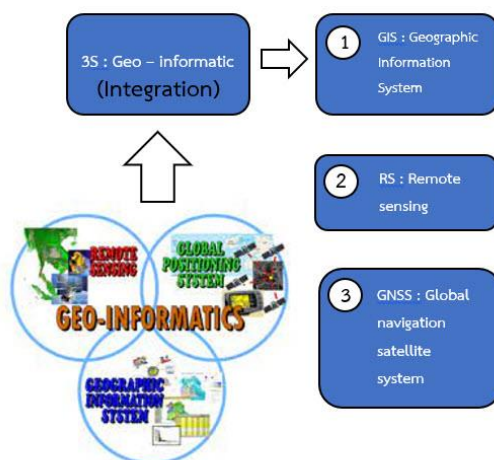 3S : Geo – informatic
(Integration)
1
GIS : Geographic
Information
System
2
RS : Remote
sensing
3
GNSS : Global
navigation
satellite
system
REMOTE
SENSING
GLOBAL
POSITIONING
SYSTEM
GEO-INFORMATICS
GEOGRAPHIC
INFORMATION
SYSTEM